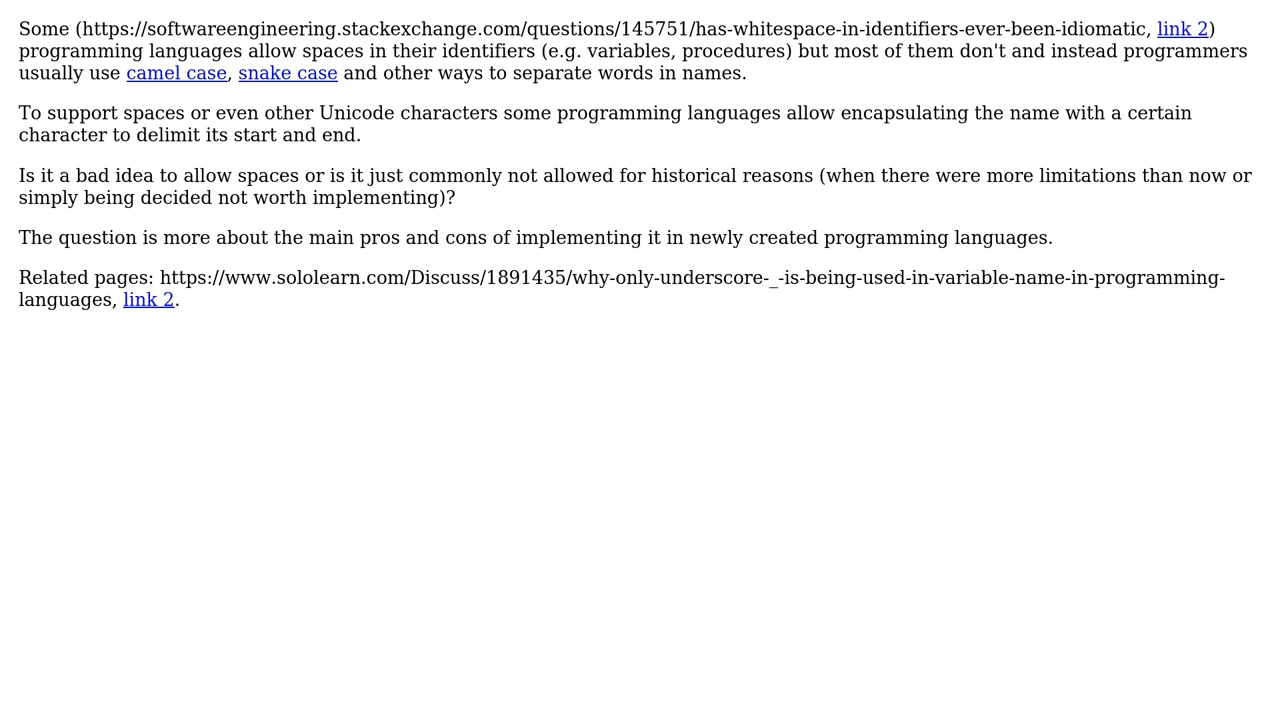 Some (https://softwareengineering.stackexchange.com/questions/145751/has-whitespace-in-identifiers-ever-been-idiomatic, link 2)
programming languages allow spaces in their identifiers (e.g. variables, procedures) but most of them don't and instead programmers
usually use camel case, snake case and other ways to separate words in names.
To support spaces or even other Unicode characters some programming languages allow encapsulating the name with a certain
character to delimit its start and end.
Is it a bad idea to allow spaces or is it just commonly not allowed for historical reasons (when there were more limitations than now or
simply being decided not worth implementing)?
The question is more about the main pros and cons of implementing it in newly created programming languages.
Related pages: https://www.sololearn.com/Discuss/1891435/why-only-underscore-_-is-being-used-in-variable-name-in-programming-
languages, link 2.